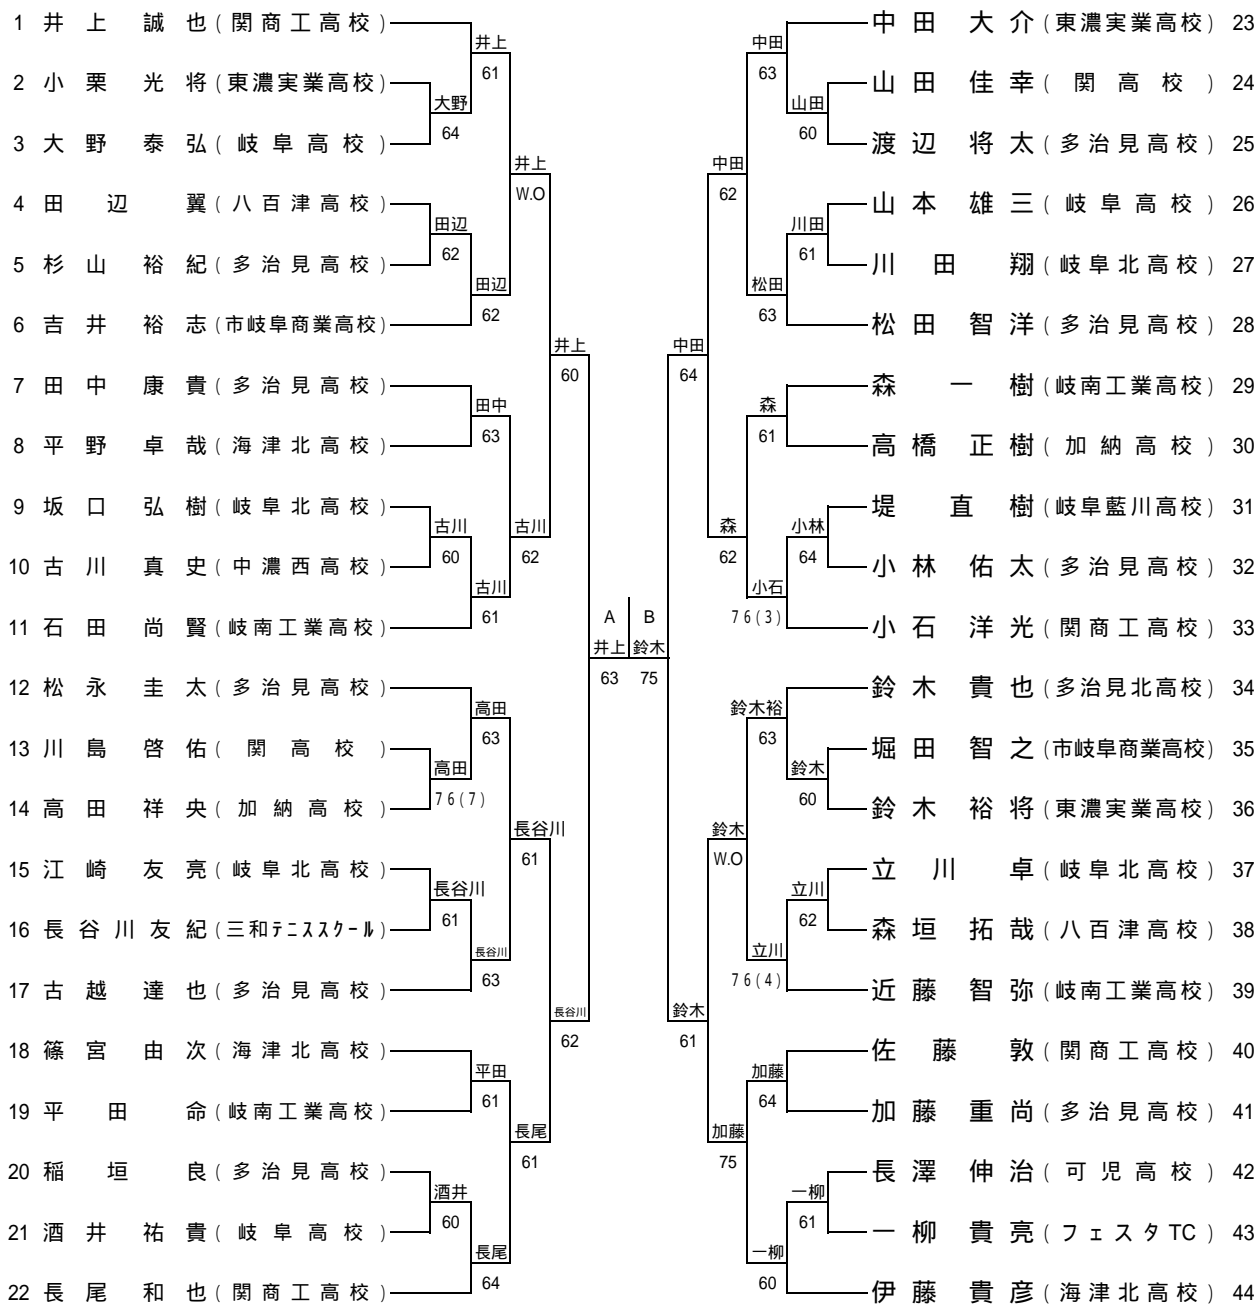 1 井上 誠也 (関商工高校)
2 小栗 光将 (東濃実業高校)
3 大野 泰弘 (岐阜高校)
4 田辺 翼 (八百津高校)
5 杉山 裕紀 (多治見高校)
6 吉井 裕志 (市岐阜商業高校)
7 田中 康貴 (多治見高校)
8 平野 卓哉 (海津北高校)
9 坂口 弘樹 (岐阜北高校)
10 古川 真史 (中濃西高校)
11 石田 尚賢 (岐南工業高校)
12 松永 圭太 (多治見高校)
13 川島 啓佑 (関高校)
14 高田 祥央 (加納高校)
15 江崎 友亮 (岐阜北高校)
16 長谷川友紀 (三和テニススクール)
17 古越 達也 (多治見高校)
18 篠宮 由次 (海津北高校)
19 平田 命 (岐南工業高校)
20 稲垣 良 (多治見高校)
21 酒井 祐貴 (岐阜高校)
22 長尾 和也 (関商工高校)
大野
64
田辺
62
古川
60
高田
76(7)
長谷川
61
酒井
60
井上
61
田辺
62
田中
63
古川
61
高田
63
長谷川
63
平田
61
長尾
64
井上
W.O
古川
62
長谷川
61
長尾
61
井上
60
長谷川
62
A B
井上 鈴木
63 75
中田
64
鈴木
61
中田
62
森
62
鈴木
W.O
加藤
75
中田
63
松田
63
森
61
小石
76(3)
鈴木裕
63
立川
76(4)
加藤
64
一柳
60
山田
60
川田
61
小林
64
鈴木
60
立川
62
一柳
61
中田 大介 (東濃実業高校) 23
山田 佳幸 (関高校) 24
渡辺 将太 (多治見高校) 25
山本 雄三 (岐阜高校) 26
川田 翔 (岐阜北高校) 27
松田 智洋 (多治見高校) 28
森 一樹 (岐南工業高校) 29
高橋 正樹 (加納高校) 30
堤 直樹 (岐阜藍川高校) 31
小林 佑太 (多治見高校) 32
小石 洋光 (関商工高校) 33
鈴木 貴也 (多治見北高校) 34
堀田 智之 (市岐阜商業高校) 35
鈴木 裕将 (東濃実業高校) 36
立川 卓 (岐阜北高校) 37
森垣 拓哉 (八百津高校) 38
近藤 智弥 (岐南工業高校) 39
佐藤 敦 (関商工高校) 40
加藤 重尚 (多治見高校) 41
長澤 伸治 (可児高校) 42
一柳 貴亮 (フェスタTC) 43
伊藤 貴彦 (海津北高校) 44